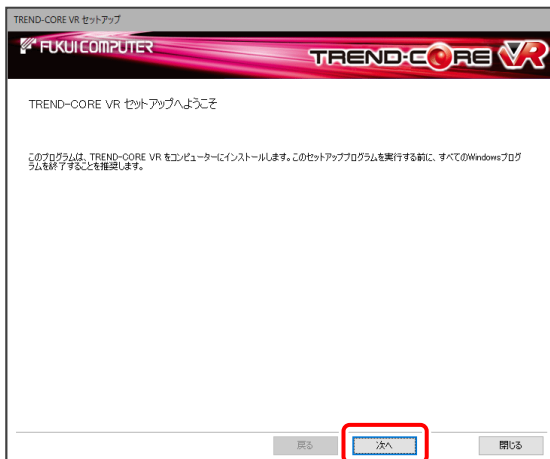 TREND-CORE VR セットアップ
FUKUI COMPUTER
TREND-CORE VR
TREND-CORE VR セットアップへようこそ
このプログラムは、TREND-CORE VR をコンピューターにインストールします。このセットアッププログラムを実行する前に、すべてのWindowsプログ
ラムを終了することを推奨します。
戻る
次へ
閉じる